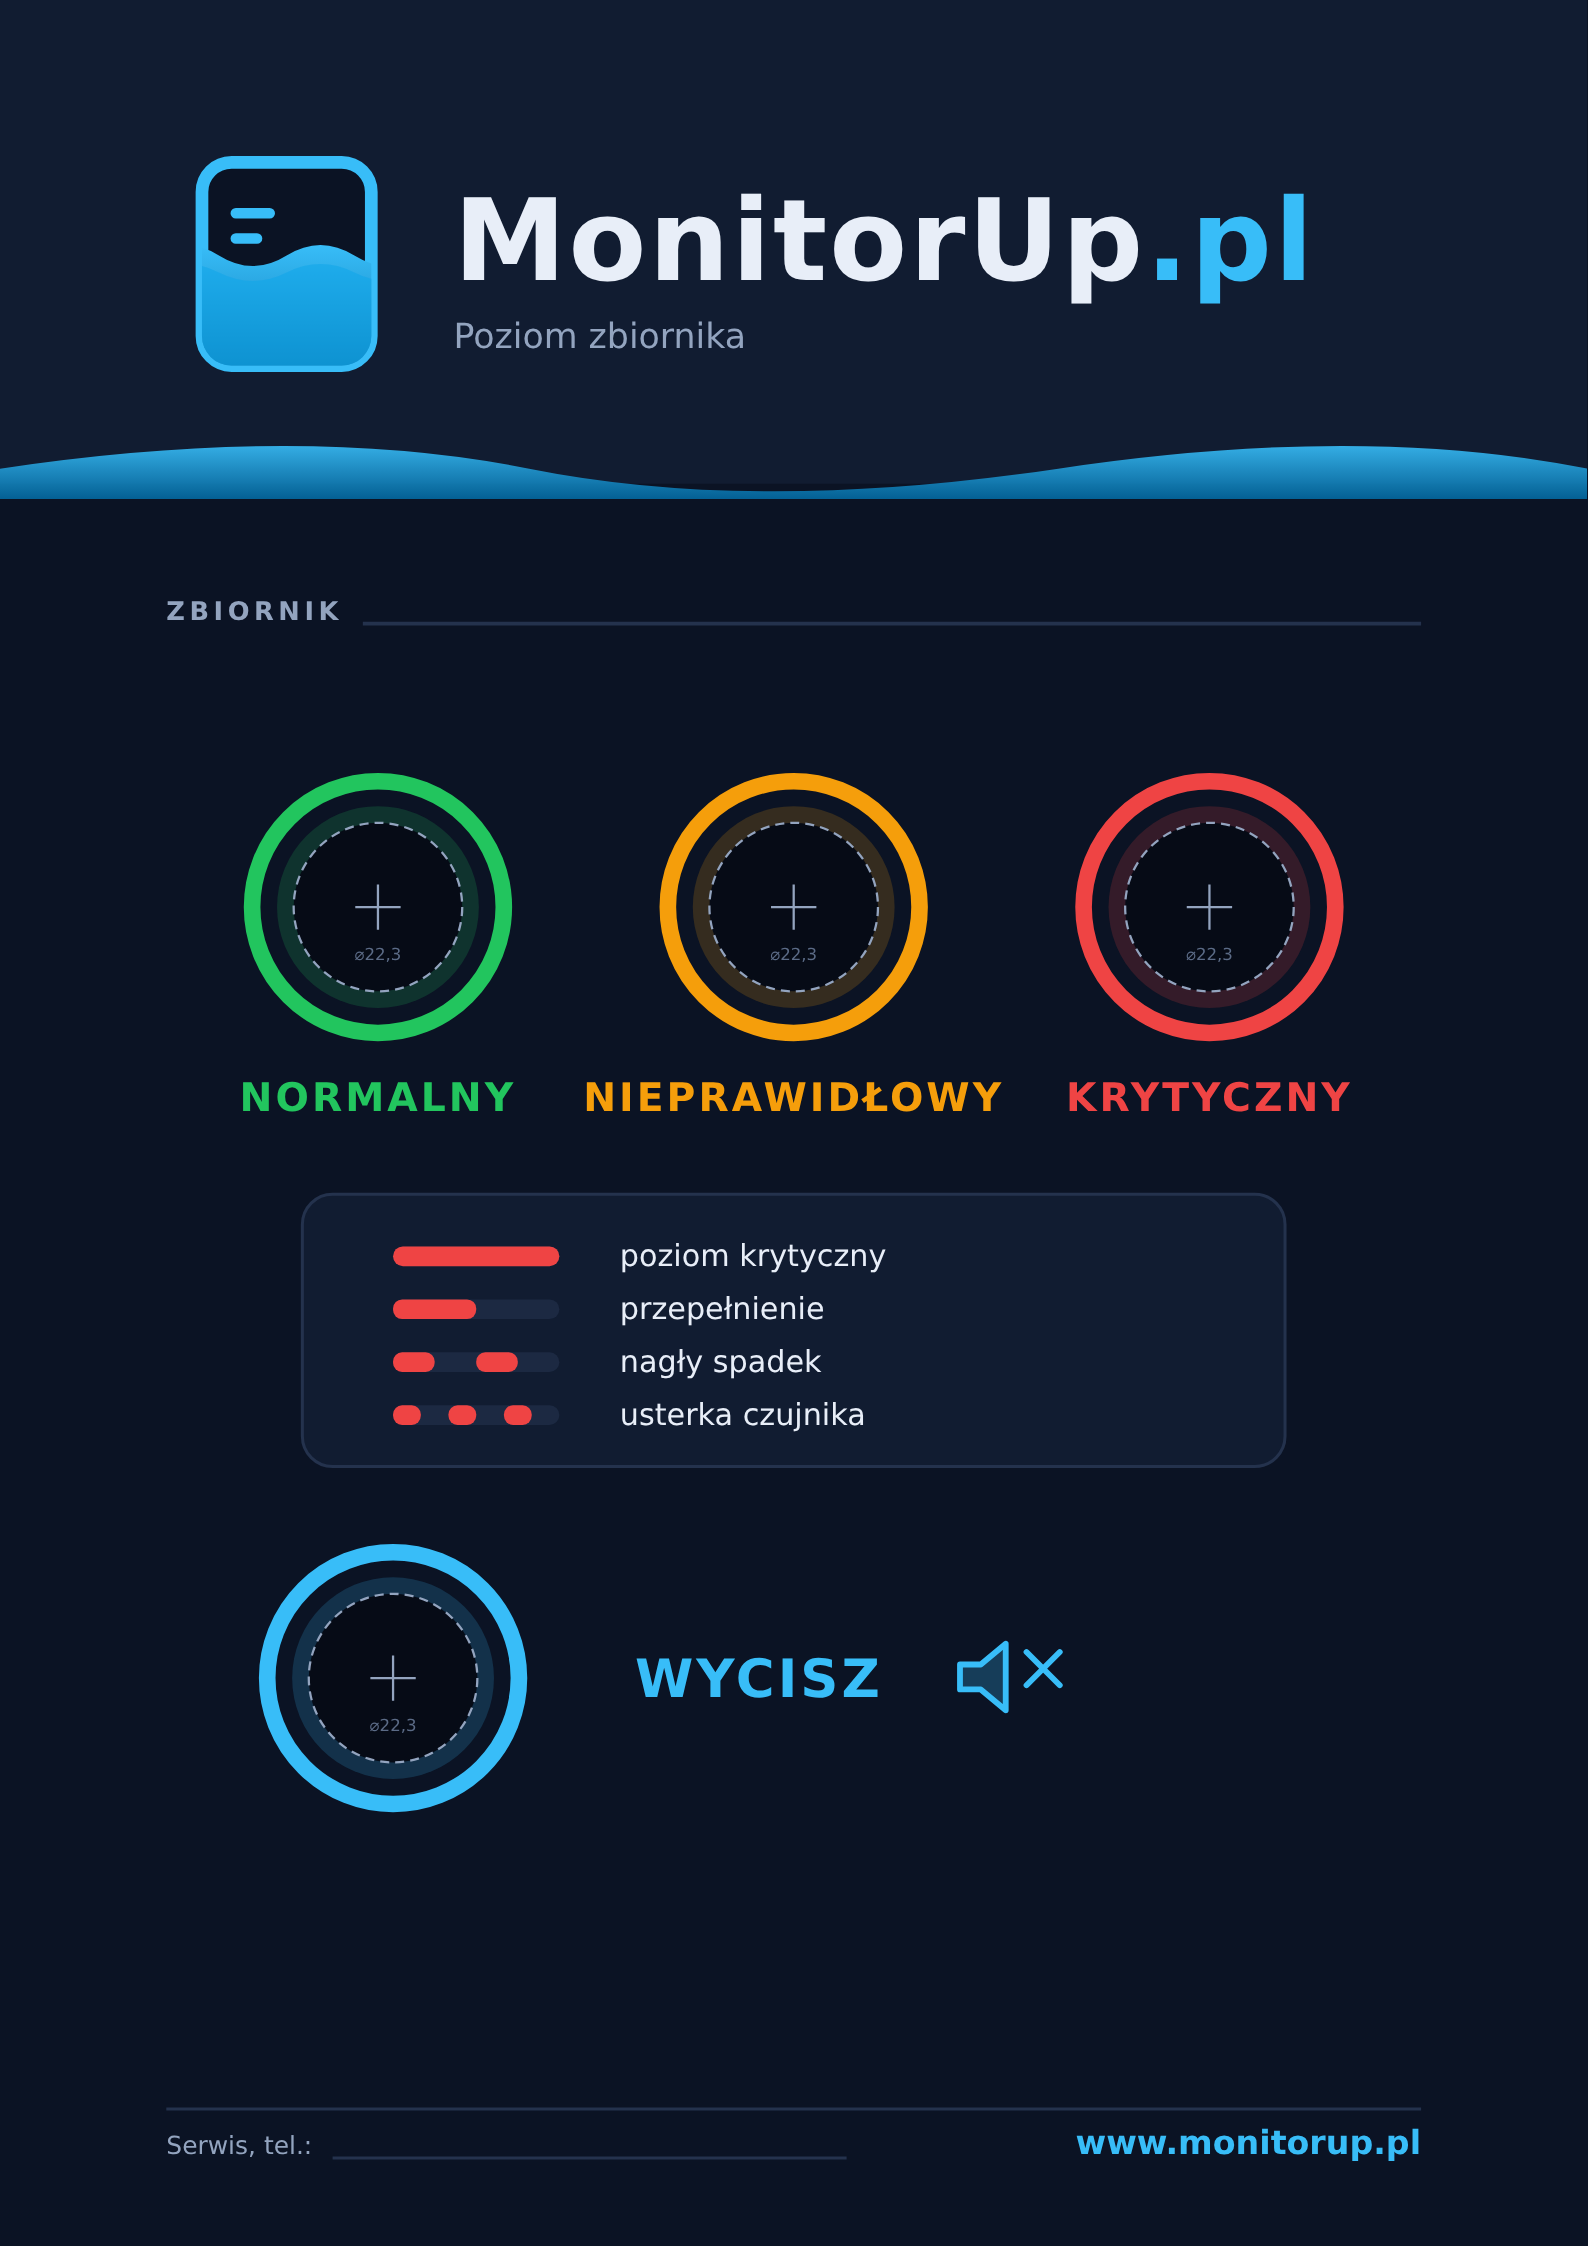 MonitorUp.pl
Poziom zbiornika
ZBIORNIK
⌀22,3 ⌀22,3 ⌀22,3
NORMALNY NIEPRAWIDŁOWY KRYTYCZNY
poziom krytyczny
przepełnienie
nagły spadek
usterka czujnika
WYCISZ
⌀22,3
Serwis, tel.: www.monitorup.pl